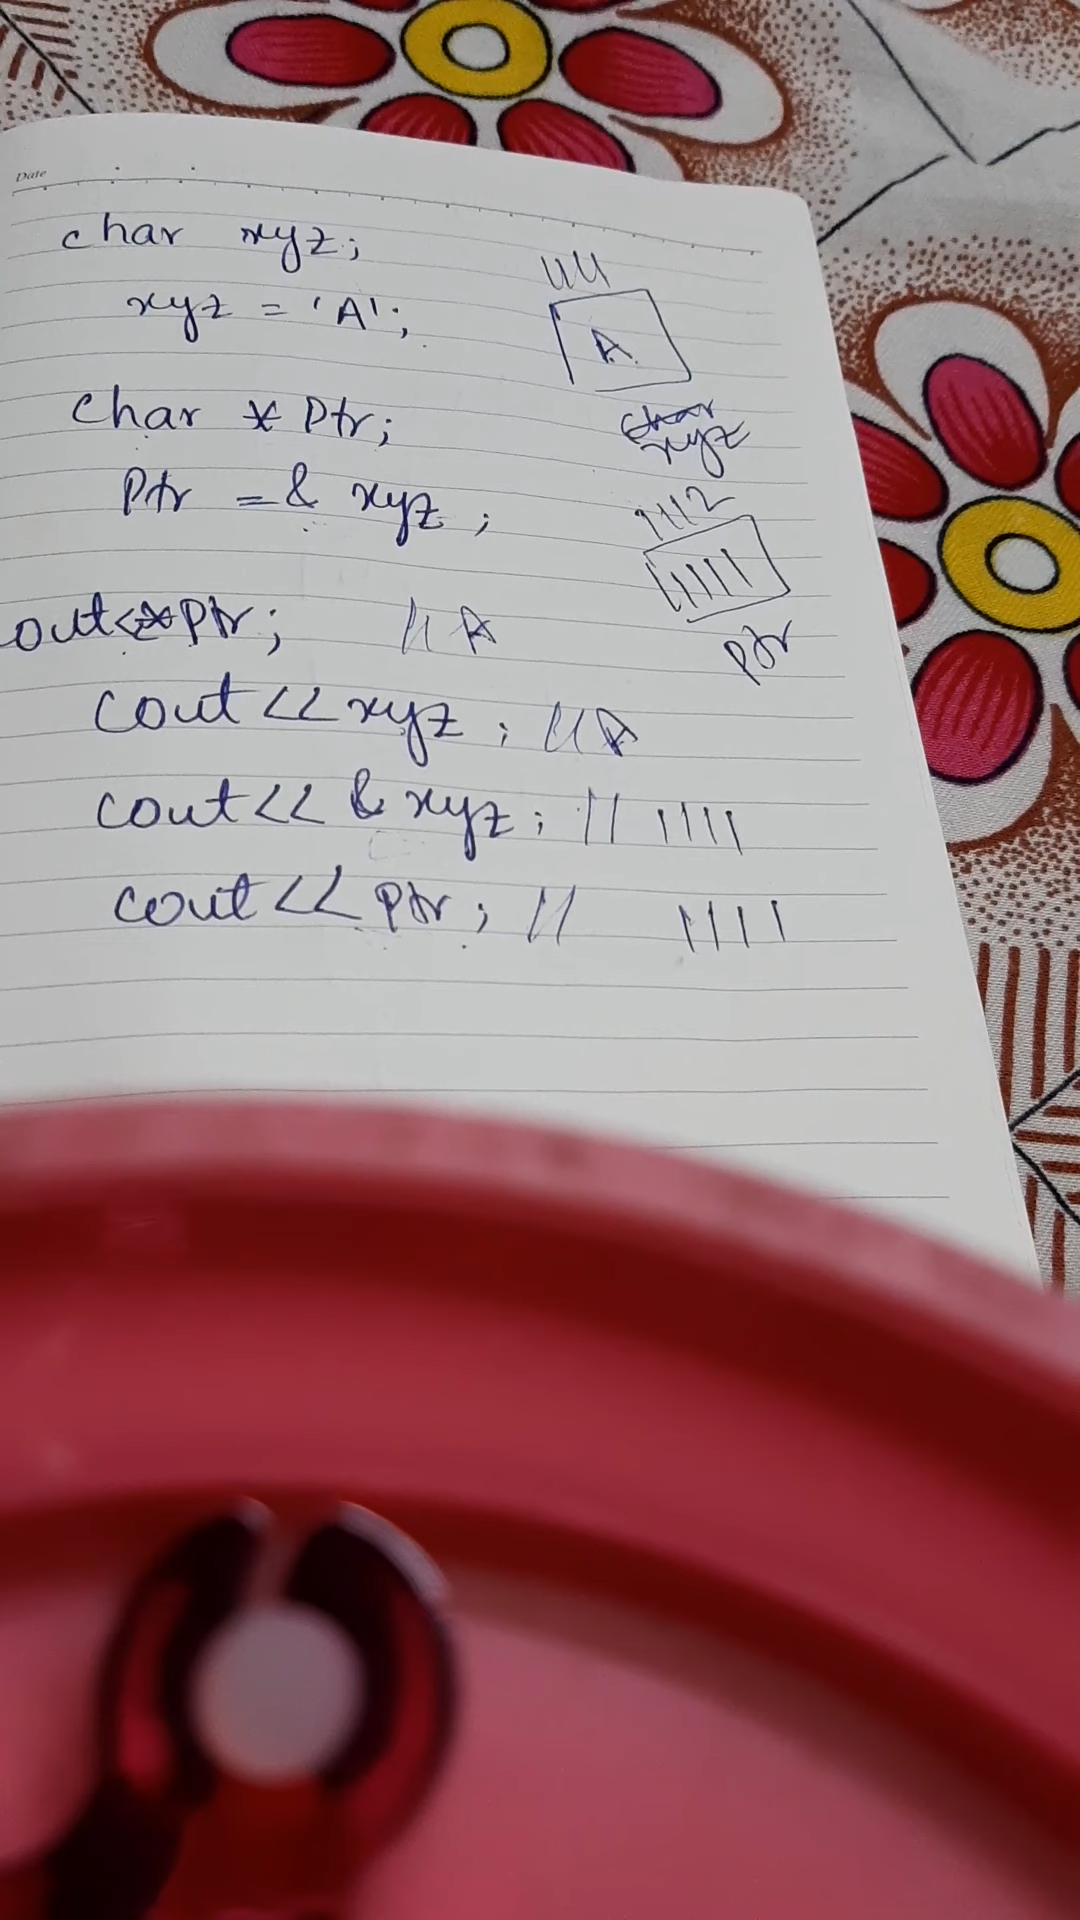 Date
char xyz;
xyz = 'A';
1111
A
char * Ptr;
char
xyz
Ptr = & xyz ;
1112
1111
ptr
out<<*Ptr; // A
cout << xyz ; // A
cout << & xyz ; // 1111
cout << ptr ; // 1111